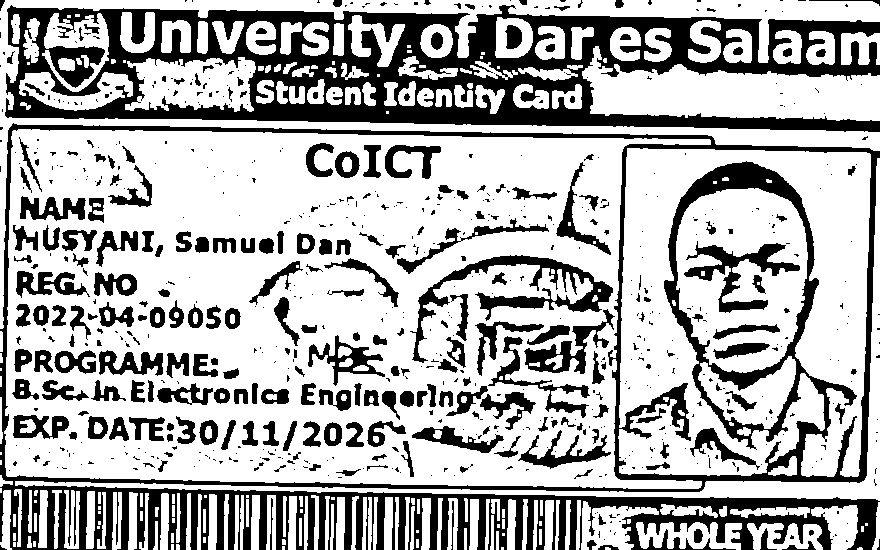 University of Dar es Salaam
Student Identity Card
CoICT
NAME
MUSYANI, Samuel Dan
REG. NO
2022-04-09050
PROGRAMME:
B.Sc. in Electronics Engineering
EXP. DATE:30/11/2026
WHOLE YEAR